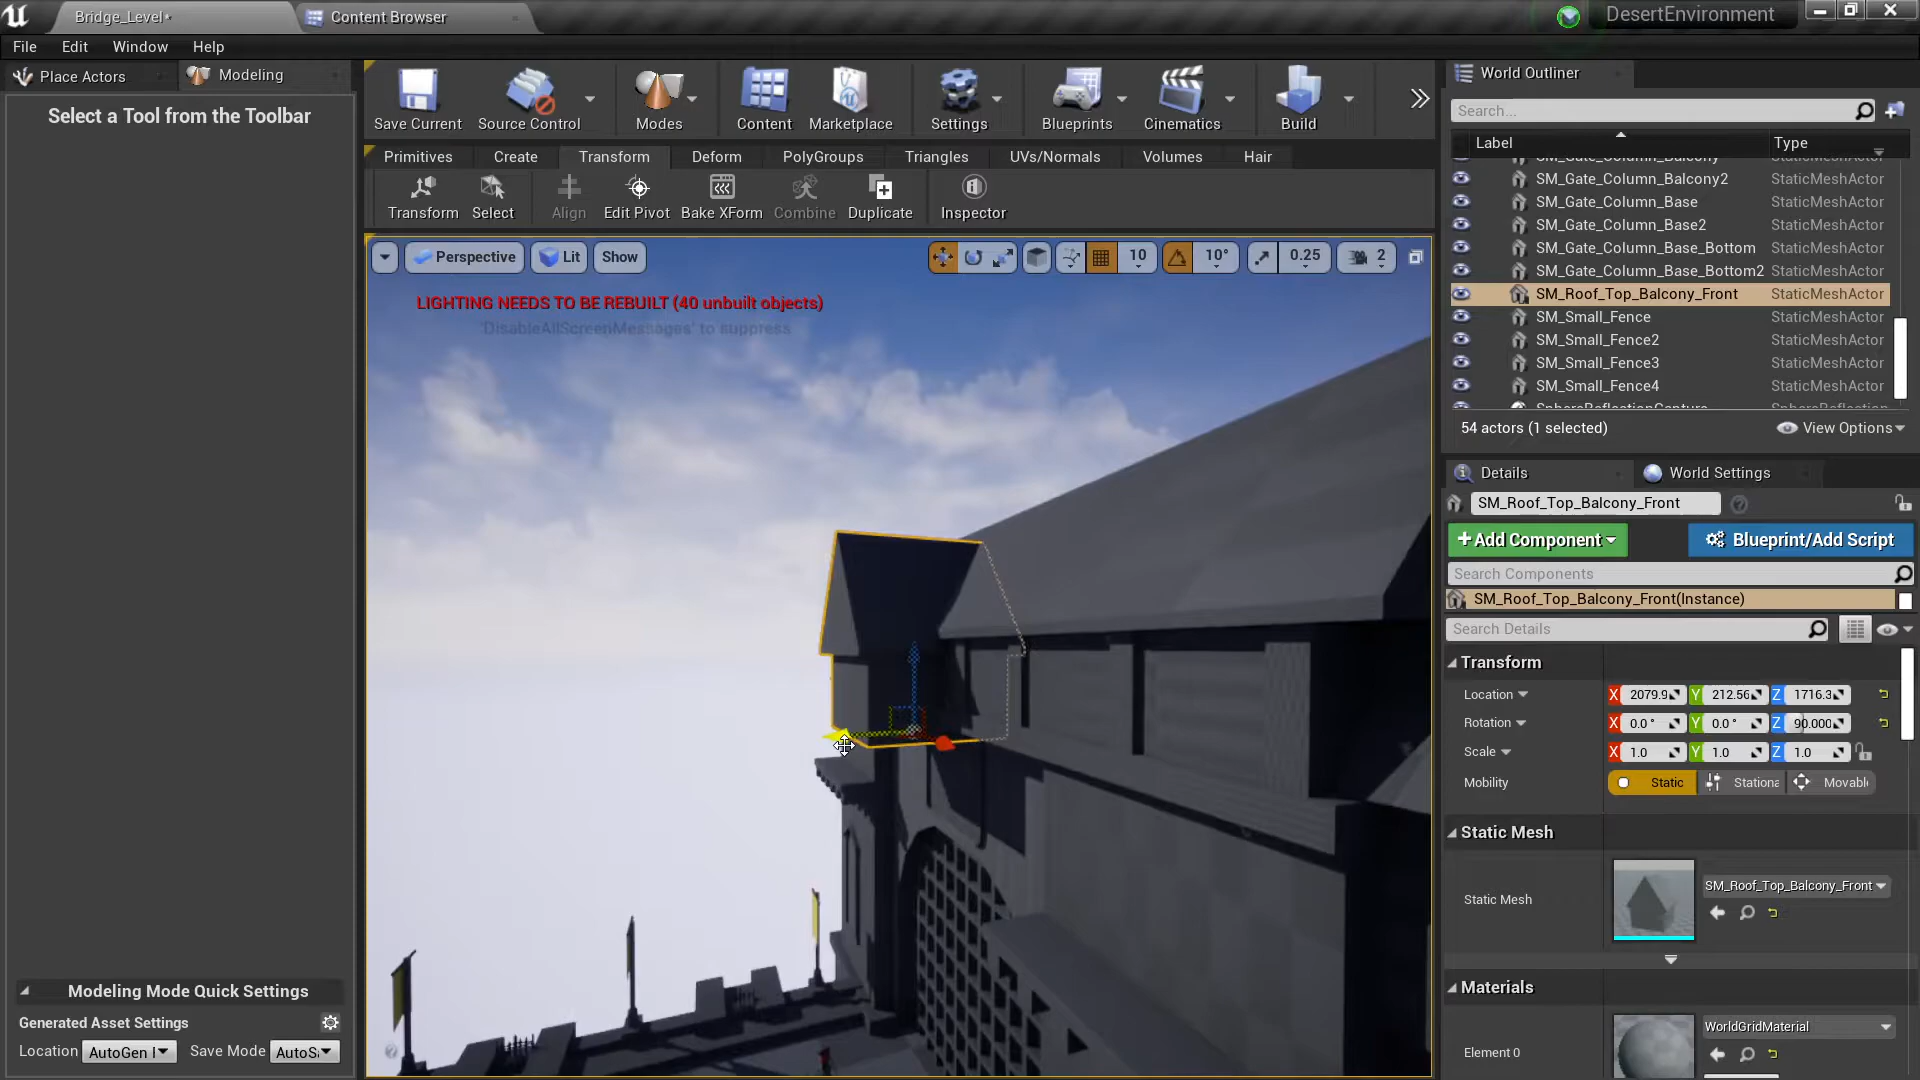 Bridge_Level*
Content Browser
DesertEnvironment
File
Edit
Window
Help
Place Actors
Modeling
Select a Tool from the Toolbar
Save Current
Source Control
Modes
Content
Marketplace
Settings
Blueprints
Cinematics
Build
Primitives
Create
Transform
Deform
PolyGroups
Triangles
UVs/Normals
Volumes
Hair
Transform
Select
Align
Edit Pivot
Bake XForm
Combine
Duplicate
Inspector
Perspective
Lit
Show
10
10°
0.25
2
LIGHTING NEEDS TO BE REBUILT (40 unbuilt objects)
'DisableAllScreenMessages' to suppress
World Outliner
Search...
Label
Type
SM_Gate_Column_Balcony StaticMeshActor
SM_Gate_Column_Balcony2 StaticMeshActor
SM_Gate_Column_Base StaticMeshActor
SM_Gate_Column_Base2 StaticMeshActor
SM_Gate_Column_Base_Bottom StaticMeshActor
SM_Gate_Column_Base_Bottom2 StaticMeshActor
SM_Roof_Top_Balcony_Front StaticMeshActor
SM_Small_Fence StaticMeshActor
SM_Small_Fence2 StaticMeshActor
SM_Small_Fence3 StaticMeshActor
SM_Small_Fence4 StaticMeshActor
SphereReflectionCapture SphereReflection
54 actors (1 selected)
View Options
Details
World Settings
SM_Roof_Top_Balcony_Front
+Add Component
Blueprint/Add Script
Search Components
SM_Roof_Top_Balcony_Front(Instance)
Search Details
Transform
Location X 2079.9 Y 212.56 Z 1716.3
Rotation X 0.0 ° Y 0.0 ° Z 90.000
Scale X 1.0 Y 1.0 Z 1.0
Mobility Static Stationa Movabl
Static Mesh
Static Mesh
SM_Roof_Top_Balcony_Front
Materials
Element 0
WorldGridMaterial
Modeling Mode Quick Settings
Generated Asset Settings
Location AutoGen Save Mode AutoS